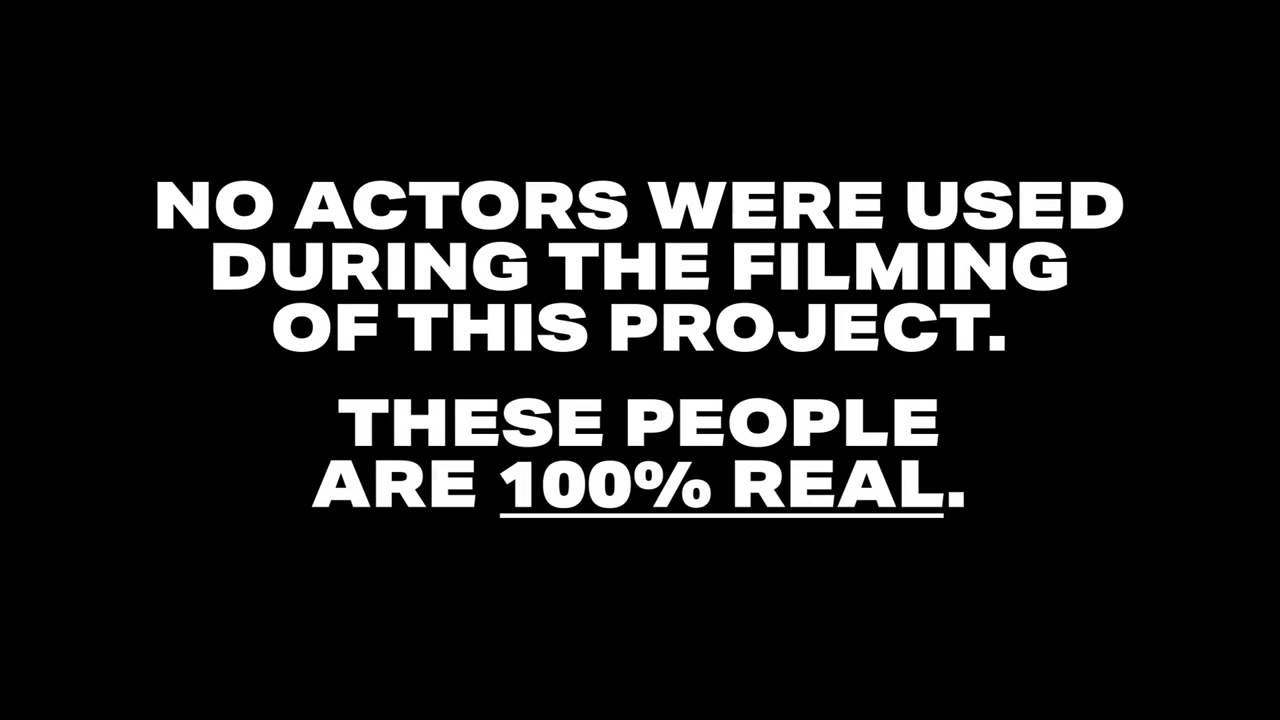 NO ACTORS WERE USED
DURING THE FILMING
OF THIS PROJECT.
THESE PEOPLE
ARE 100% REAL.